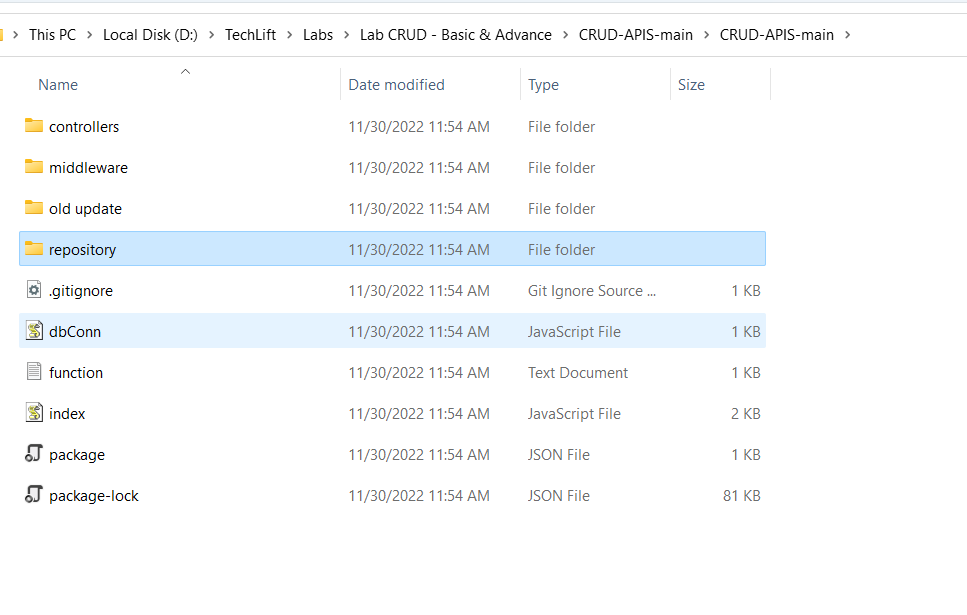 This PC > Local Disk (D:) > TechLift > Labs > Lab CRUD - Basic & Advance > CRUD-APIS-main > CRUD-APIS-main >
Name Date modified Type Size
controllers 11/30/2022 11:54 AM File folder
middleware 11/30/2022 11:54 AM File folder
old update 11/30/2022 11:54 AM File folder
repository 11/30/2022 11:54 AM File folder
.gitignore 11/30/2022 11:54 AM Git Ignore Source ... 1 KB
dbConn 11/30/2022 11:54 AM JavaScript File 1 KB
function 11/30/2022 11:54 AM Text Document 1 KB
index 11/30/2022 11:54 AM JavaScript File 2 KB
package 11/30/2022 11:54 AM JSON File 1 KB
package-lock 11/30/2022 11:54 AM JSON File 81 KB